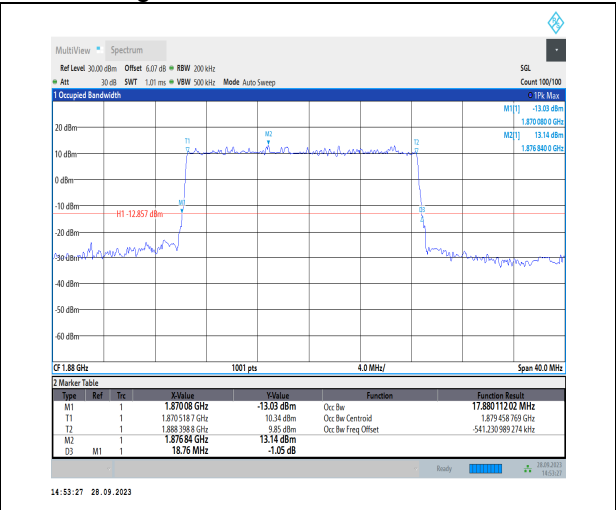 MultiView * Spectrum
Ref Level 30.00 dBm Offset 6.07 dB RBW 200 kHz SGL
Att 30 dB SWT 1.01 ms VBW 500 kHz Mode Auto Sweep Count 100/100
1 Occupied Bandwidth 1Pk Max
M1[1] -13.03 dBm
1.870 080 0 GHz
M2[1] 13.14 dBm
1.876 840 0 GHz
20 dBm
M2
T1
T2
10 dBm
0 dBm
-10 dBm
M1
D3
H1 -12.857 dBm
-20 dBm
-30 dBm
-40 dBm
-50 dBm
-60 dBm
CF 1.88 GHz 1001 pts 4.0 MHz/ Span 40.0 MHz
2 Marker Table
Type Ref Trc X-Value Y-Value Function Function Result
M1 1 1.87008 GHz -13.03 dBm Occ Bw 17.880 112 02 MHz
T1 1 1.870 518 7 GHz 10.34 dBm Occ Bw Centroid 1.879 458 769 GHz
T2 1 1.888 398 8 GHz 9.85 dBm Occ Bw Freq Offset -541.230 989 274 kHz
M2 1 1.87684 GHz 13.14 dBm
D3 M1 1 18.76 MHz -1.05 dB
Ready 28.09.2023
14:53:27
14:53:27 28.09.2023